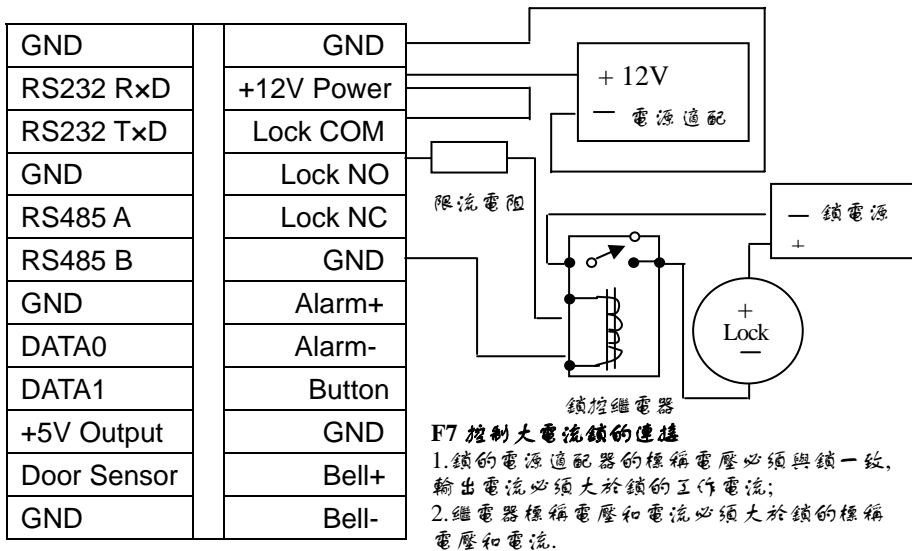 GND GND
RS232 R×D +12V Power
RS232 T×D Lock COM
GND Lock NO
RS485 A Lock NC
RS485 B GND
GND Alarm+
DATA0 Alarm-
DATA1 Button
+5V Output GND
Door Sensor Bell+
GND Bell-
+ 12V
— 電源適配
限流電阻
— 鎖電源
+
+
Lock
—
鎖控繼電器
F7 控制大電流鎖的連接
1.鎖的電源適配器的標稱電壓必須與鎖一致,
輸出電流必須大於鎖的工作電流;
2.繼電器標稱電壓和電流必須大於鎖的標稱
電壓和電流.